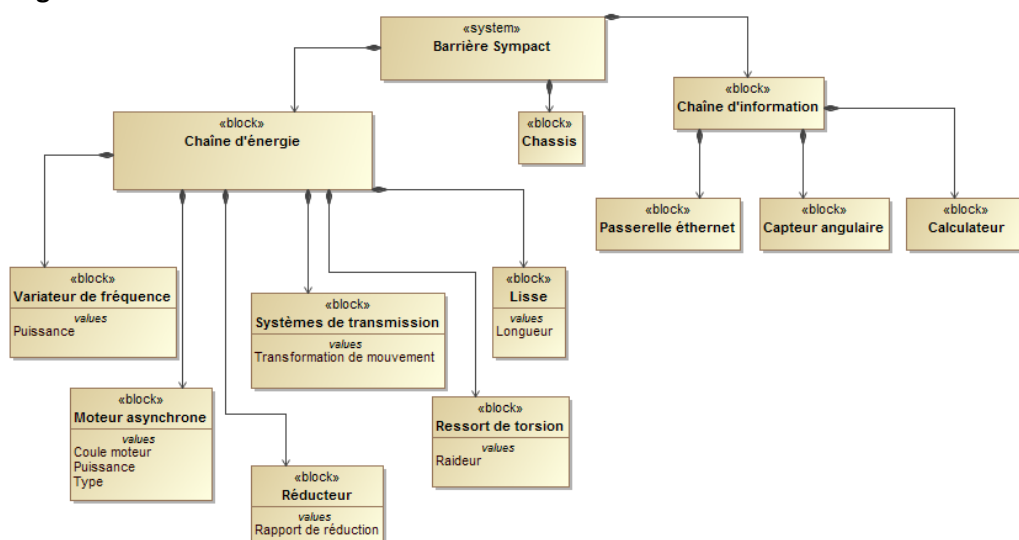 «system»
Barrière Sympact
«block»
Chaîne d'information
«block»
Chaîne d'énergie
«block»
Chassis
«block»
Passerelle éthernet
«block»
Capteur angulaire
«block»
Calculateur
«block»
Variateur de fréquence
values
Puissance
«block»
Systèmes de transmission
values
Transformation de mouvement
«block»
Lisse
values
Longueur
«block»
Moteur asynchrone
values
Coule moteur
Puissance
Type
«block»
Ressort de torsion
values
Raideur
«block»
Réducteur
values
Rapport de réduction